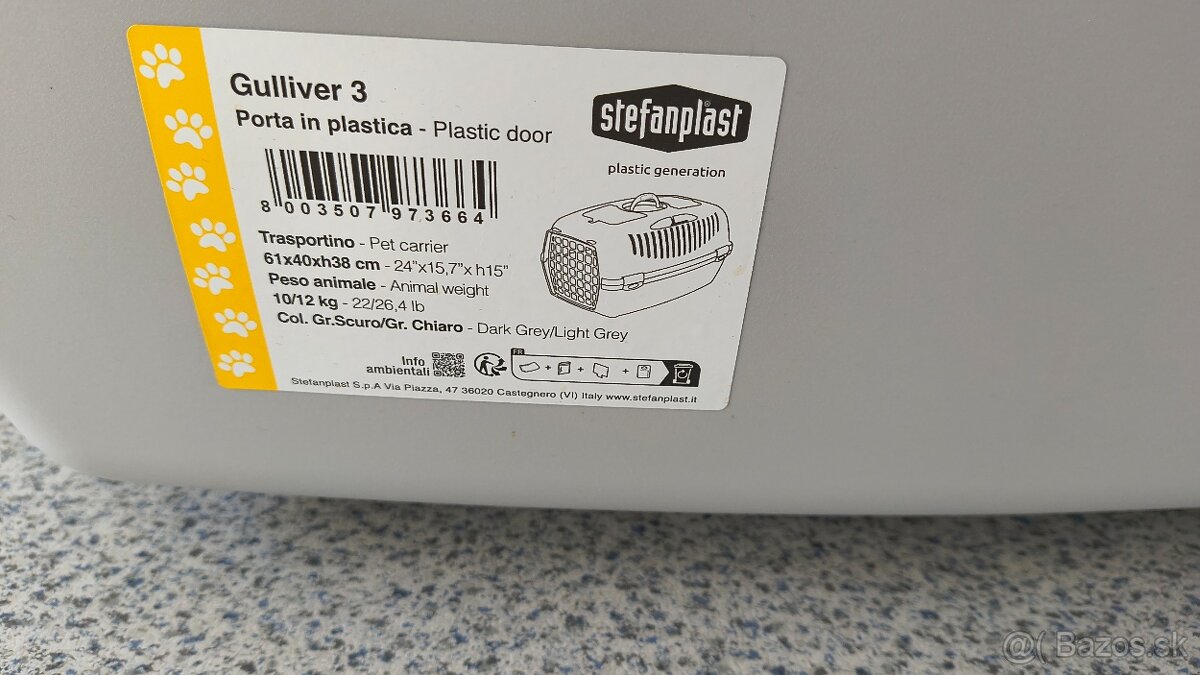 Gulliver 3
Porta in plastica - Plastic door
8 003507 973664
Trasportino - Pet carrier
61x40xh38 cm - 24"x15,7"x h15"
Peso animale - Animal weight
10/12 kg - 22/26,4 lb
Col. Gr.Scuro/Gr. Chiaro - Dark Grey/Light Grey
stefanplast®
plastic generation
Info
ambientali
FR
+ + +
Stefanplast S.p.A Via Piazza, 47 36020 Castegnero (VI) Italy www.stefanplast.it
@( Bazos.sk